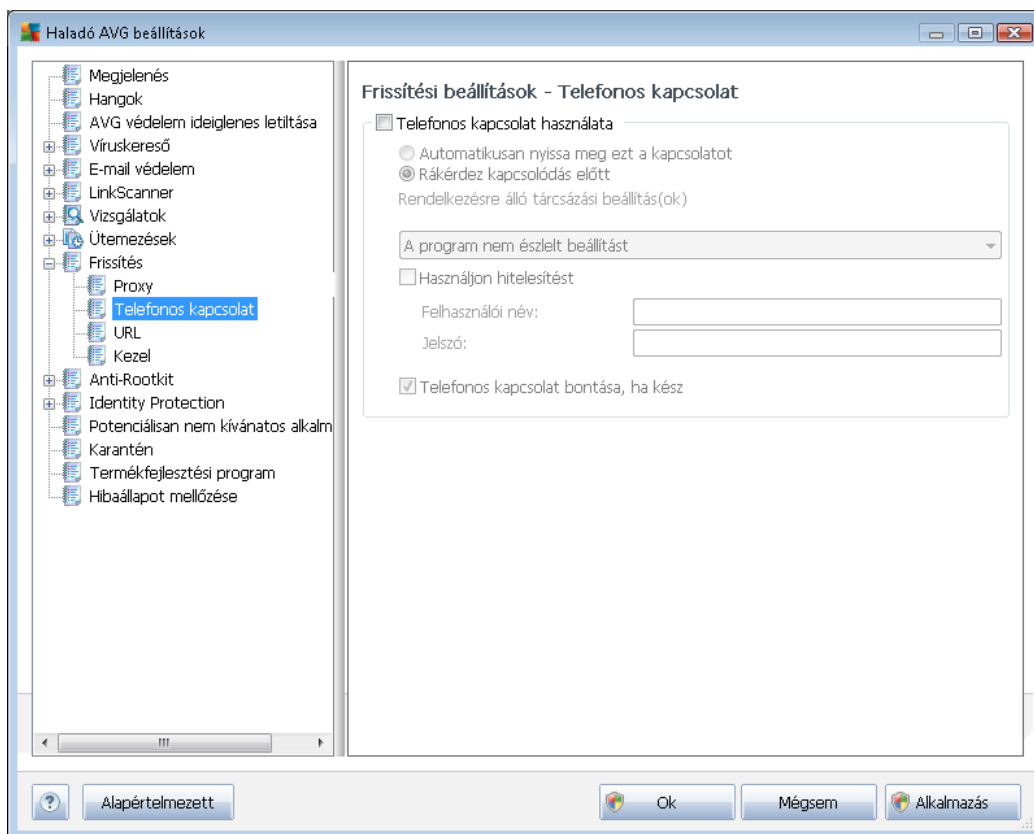 Haladó AVG beállítások
Megjelenés
Hangok
AVG védelem ideiglenes letiltása
Víruskereső
E-mail védelem
LinkScanner
Vizsgálatok
Ütemezések
Frissítés
Proxy
Telefonos kapcsolat
URL
Kezel
Anti-Rootkit
Identity Protection
Potenciálisan nem kívánatos alkalm
Karantén
Termékfejlesztési program
Hibaállapot mellőzése
Frissítési beállítások - Telefonos kapcsolat
Telefonos kapcsolat használata
Automatikusan nyissa meg ezt a kapcsolatot
Rákérdez kapcsolódás előtt
Rendelkezésre álló tárcsázási beállítás(ok)
A program nem észlelt beállítást
Használjon hitelesítést
Felhasználói név:
Jelszó:
Telefonos kapcsolat bontása, ha kész
? Alapértelmezett Ok Mégsem Alkalmazás